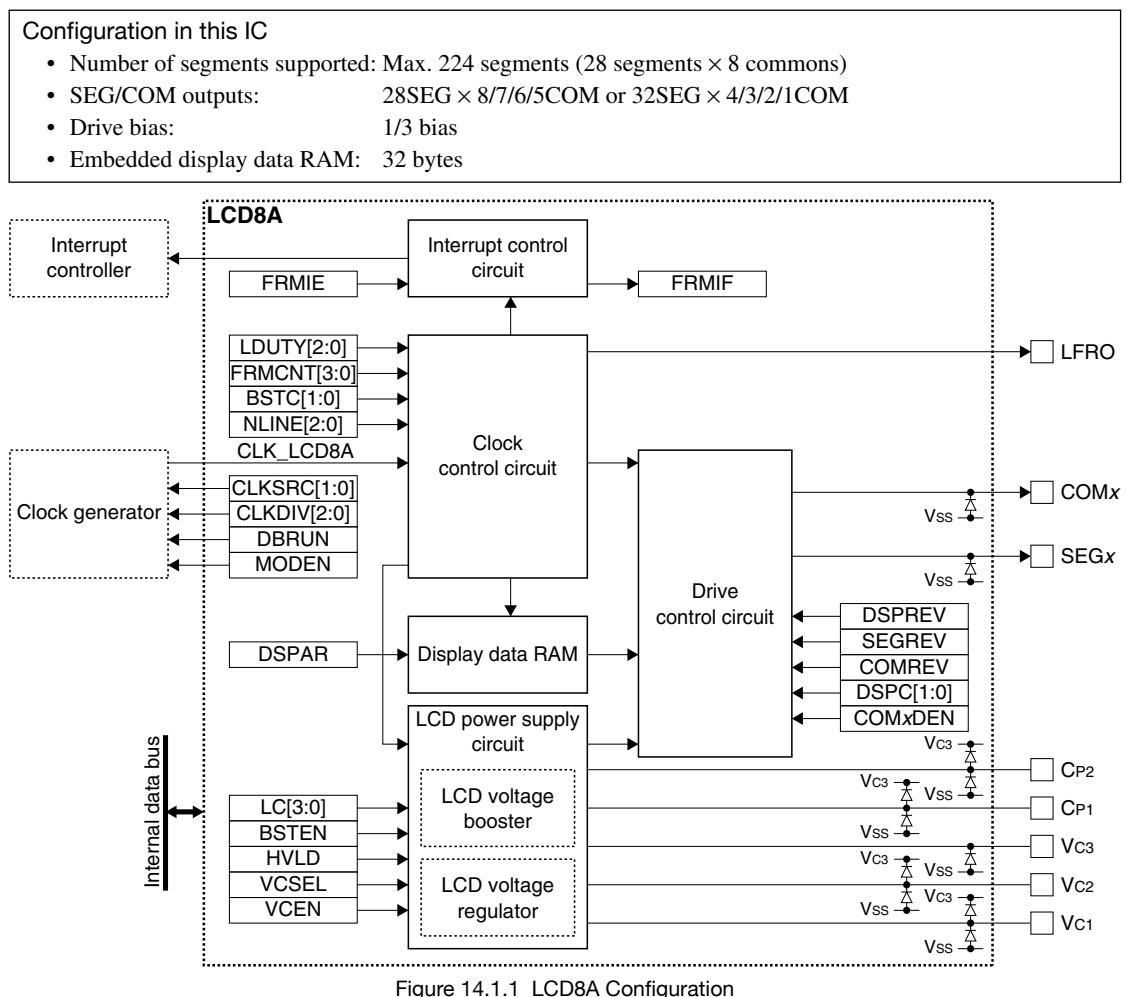 Configuration in this IC
• Number of segments supported: Max. 224 segments (28 segments × 8 commons)
• SEG/COM outputs: 28SEG × 8/7/6/5COM or 32SEG × 4/3/2/1COM
• Drive bias: 1/3 bias
• Embedded display data RAM: 32 bytes
LCD8A
Interrupt
controller
Interrupt control
circuit
FRMIE
FRMIF
LDUTY[2:0]
FRMCNT[3:0]
BSTC[1:0]
NLINE[2:0]
CLK_LCD8A
Clock
control circuit
LFRO
Clock generator
CLKSRC[1:0]
CLKDIV[2:0]
DBRUN
MODEN
COMx
VSS
SEGx
VSS
Drive
control circuit
DSPREV
SEGREV
COMREV
DSPC[1:0]
COMxDEN
DSPAR
Display data RAM
LCD power supply
circuit
LCD voltage
booster
LCD voltage
regulator
Internal data bus
LC[3:0]
BSTEN
HVLD
VCSEL
VCEN
VC3
VSS
CP2
VC3
VSS
CP1
VSS
VC3
VC3
VSS
VC2
VC3
VSS
VC1
Figure 14.1.1 LCD8A Configuration